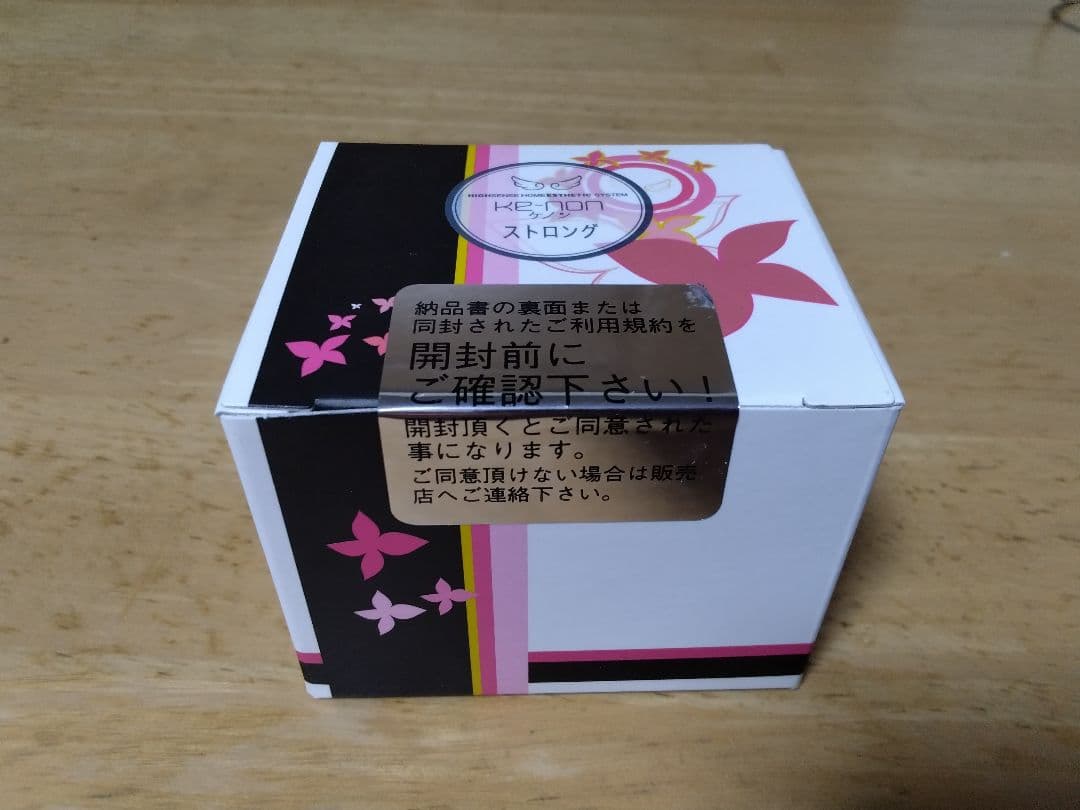 HIGHSENSE HOME ESTHETIC SYSTEM
Ke-non
ケノン
ストロング
納品書の裏面または
同封されたご利用規約を
開封前に
ご確認下さい！
開封頂くとご同意された
事になります。
ご同意頂けない場合は販売
店へご連絡下さい。